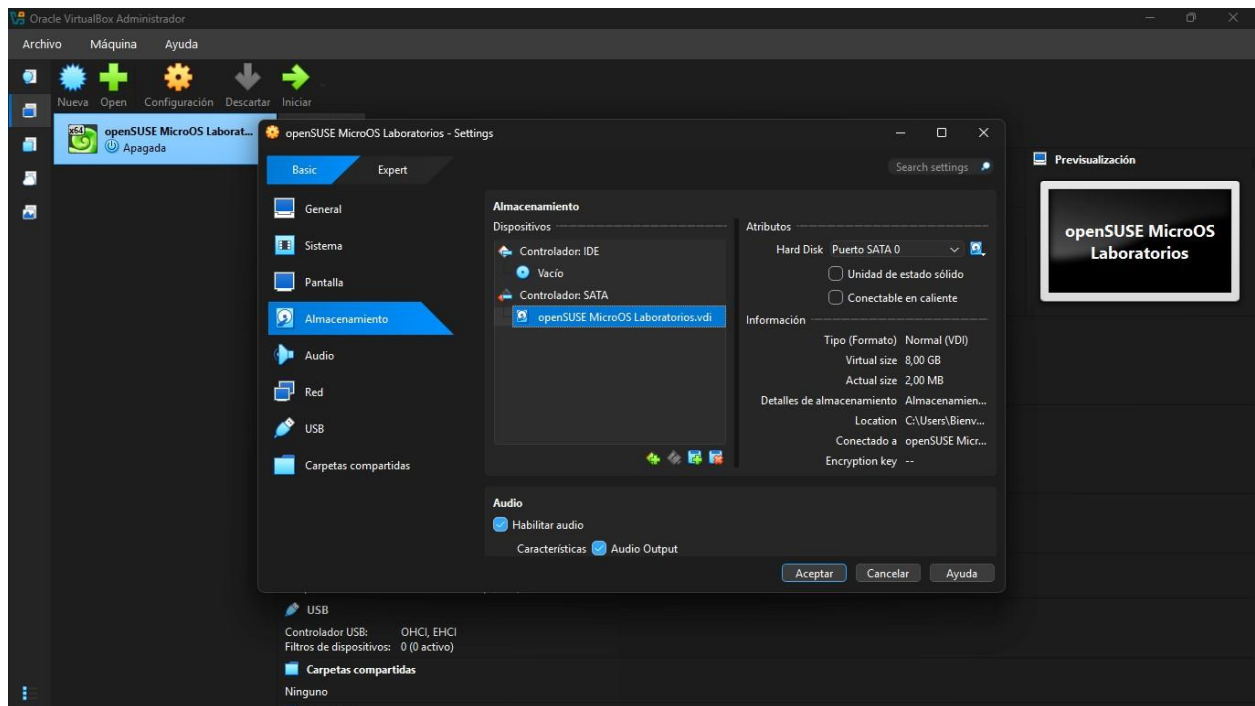 Oracle VirtualBox Administrador
Archivo Máquina Ayuda
Nueva Open Configuración Descartar Iniciar
x64
openSUSE MicroOS Laborat...
Apagada
openSUSE MicroOS Laboratorios - Settings
Basic Expert
Search settings
General
Sistema
Pantalla
Almacenamiento
Audio
Red
USB
Carpetas compartidas
Almacenamiento
Dispositivos
Controlador: IDE
Vacío
Controlador: SATA
openSUSE MicroOS Laboratorios.vdi
Atributos
Hard Disk Puerto SATA 0
Unidad de estado sólido
Conectable en caliente
Información
Tipo (Formato) Normal (VDI)
Virtual size 8,00 GB
Actual size 2,00 MB
Detalles de almacenamiento Almacenamien...
Location C:\Users\Bienv...
Conectado a openSUSE Micr...
Encryption key --
Audio
Habilitar audio
Características Audio Output
Aceptar Cancelar Ayuda
Previsualización
openSUSE MicroOS
Laboratorios
USB
Controlador USB: OHCI, EHCI
Filtros de dispositivos: 0 (0 activo)
Carpetas compartidas
Ninguno